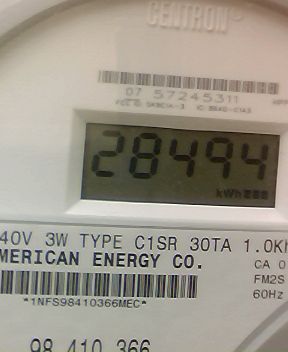 CENTRON®
07 57245311
28494
kWh
40V 3W TYPE C1SR 30TA 1.0Kh
MERICAN ENERGY CO.
CA 0
FM2S
60Hz
*1NFS98410366MEC*
98 410 366